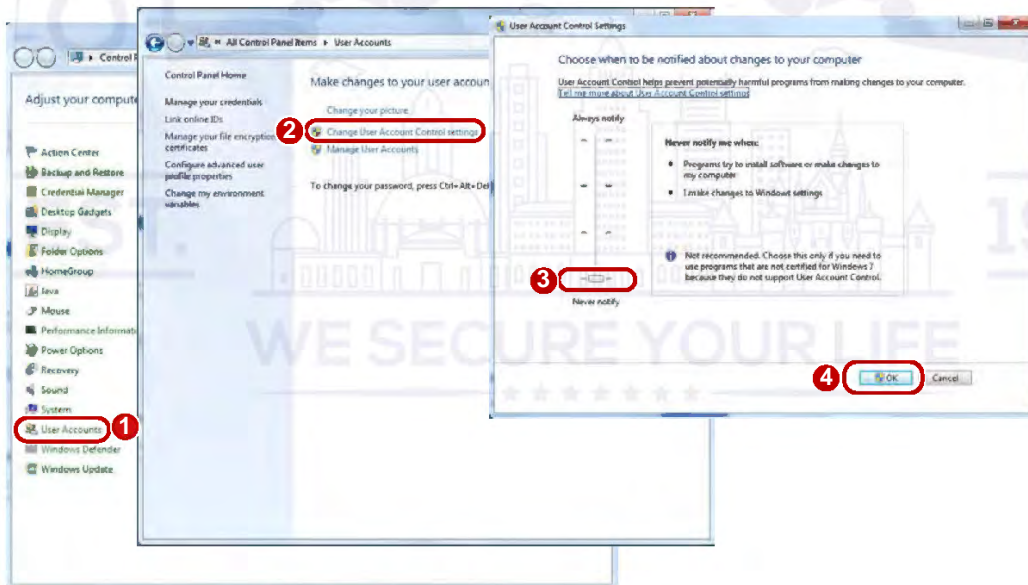 Control P
Adjust your compute
Action Center
Backup and Restore
Credential Manager
Desktop Gadgets
Display
Folder Options
HomeGroup
Java
Mouse
Performance Informati
Power Options
Recovery
Sound
System
User Accounts
1
Windows Defender
Windows Update
All Control Panel Items
User Accounts
Control Panel Home
Manage your credentials
Link online IDs
Manage your file encryption
certificates
Configure advanced user
profile properties
Change my environment
variables
Make changes to your user accoun
Change your picture
2
Change User Account Control settings
Manage User Accounts
To change your password, press Ctrl+Alt+Del
User Account Control Settings
Choose when to be notified about changes to your computer
User Account Control helps prevent potentially harmful programs from making changes to your computer.
Tell me more about User Account Control settings
Always notify
Never notify me when:
Programs try to install software or make changes to
my computer
I make changes to Windows settings
Not recommended. Choose this only if you need to
use programs that are not certified for Windows 7
because they do not support User Account Control.
3
Never notify
4
OK
Cancel
ST.
19
WE SECURE YOUR LIFE